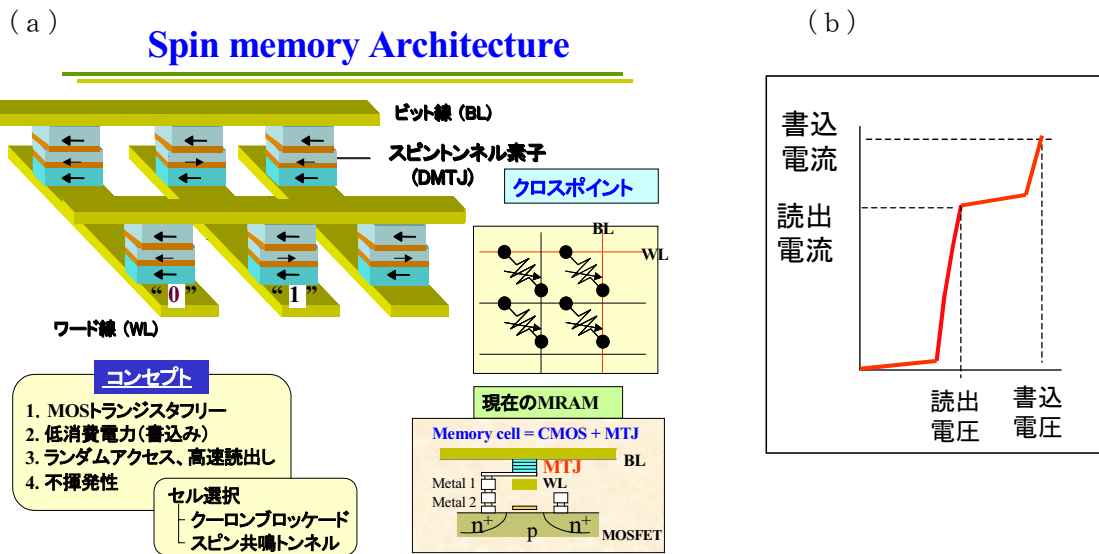 (a)
Spin memory Architecture
ビット線 (BL)
スピントンネル素子
(DMTJ)
“0”
“1”
ワード線 (WL)
クロスポイント
BL
WL
コンセプト
1. MOSトランジスタフリー
2. 低消費電力(書込み)
3. ランダムアクセス、高速読出し
4. 不揮発性
セル選択
クーロンブロッケード
スピン共鳴トンネル
現在のMRAM
Memory cell = CMOS + MTJ
BL
MTJ
Metal 1
WL
Metal 2
n+
p
n+
MOSFET
(b)
書込
電流
読出
電流
読出
電圧
書込
電圧